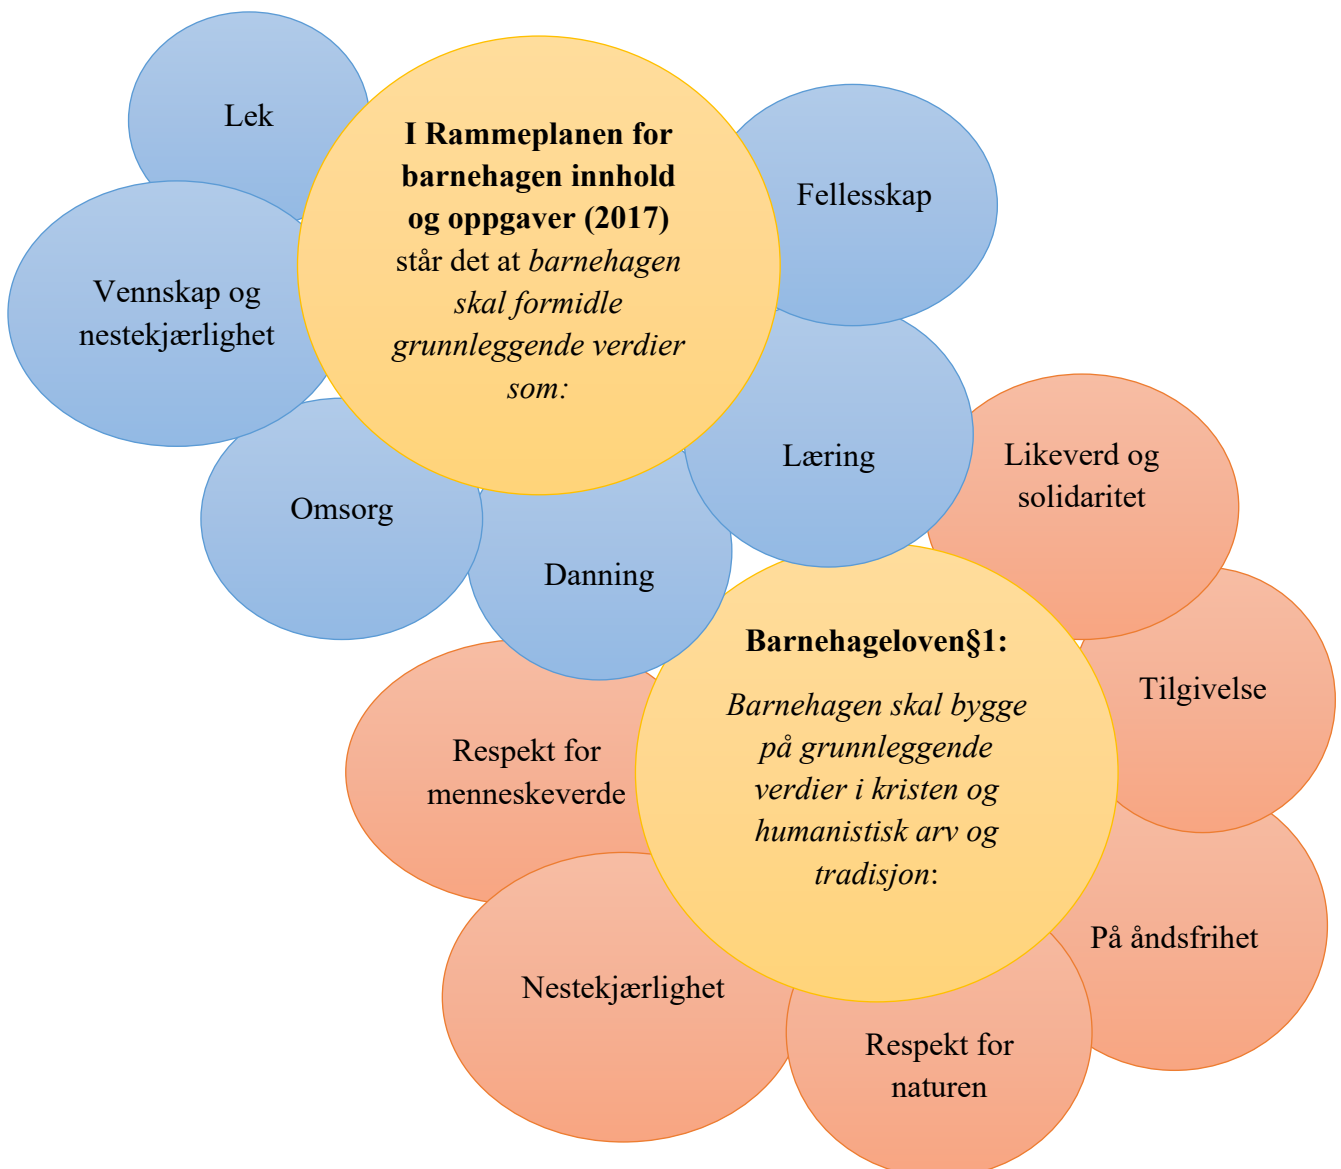 Lek
I Rammeplanen for
barnehagen innhold
og oppgaver (2017)
står det at barnehagen
skal formidle
grunnleggende verdier
som:
Fellesskap
Vennskap og
nestekjærlighet
Læring
Omsorg
Danning
Likeverd og
solidaritet
Barnehageloven§1:
Barnehagen skal bygge
på grunnleggende
verdier i kristen og
humanistisk arv og
tradisjon:
Tilgivelse
Respekt for
menneskeverde
På åndsfrihet
Nestekjærlighet
Respekt for
naturen